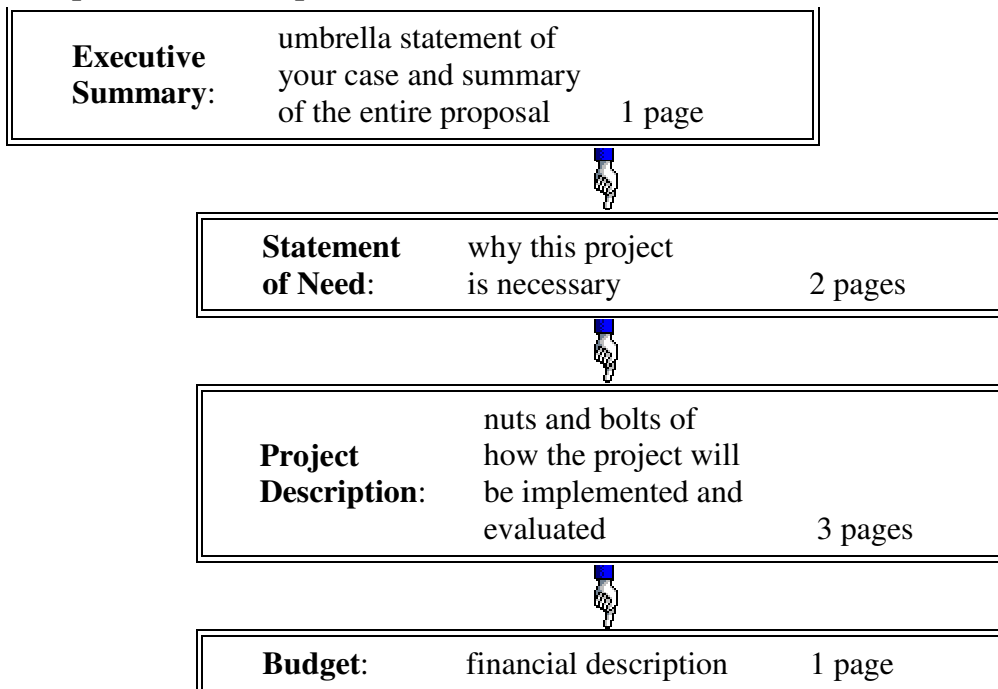 umbrella statement of
Executive your case and summary
Summary: of the entire proposal 1 page
Statement why this project
of Need: is necessary 2 pages
nuts and bolts of
Project how the project will
Description: be implemented and
evaluated 3 pages
Budget: financial description 1 page